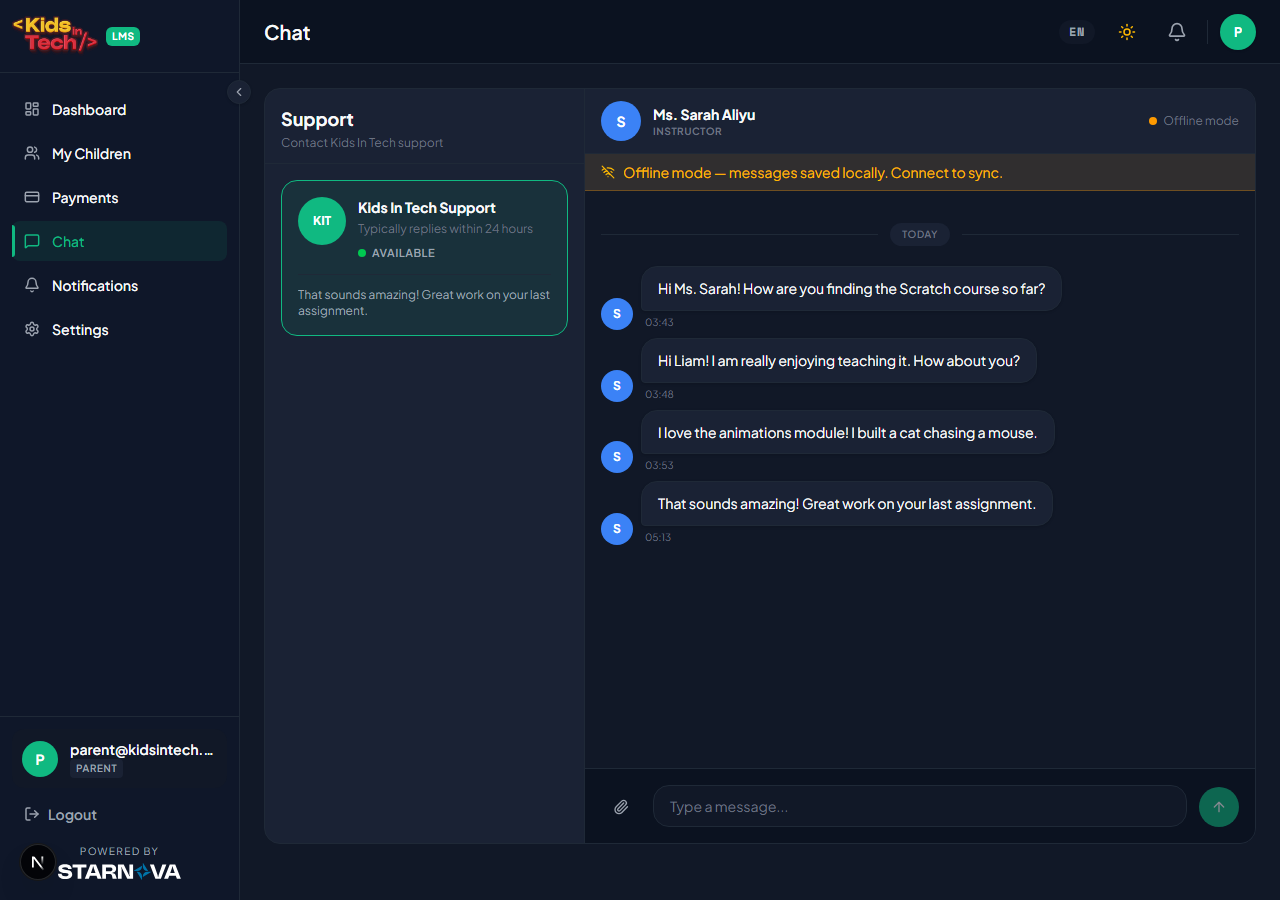 <Kids in
Tech/>
LMS
Dashboard
My Children
Payments
Chat
Notifications
Settings
parent@kidsintech....
P
PARENT
Logout
N
POWERED BY
STARNOVA
Chat
EN
P
Support
Contact Kids In Tech support
KIT
Kids In Tech Support
Typically replies within 24 hours
AVAILABLE
That sounds amazing! Great work on your last
assignment.
S
Ms. Sarah Aliyu
INSTRUCTOR
Offline mode
Offline mode — messages saved locally. Connect to sync.
TODAY
Hi Ms. Sarah! How are you finding the Scratch course so far?
S
03:43
Hi Liam! I am really enjoying teaching it. How about you?
S
03:48
I love the animations module! I built a cat chasing a mouse.
S
03:53
That sounds amazing! Great work on your last assignment.
S
05:13
Type a message...